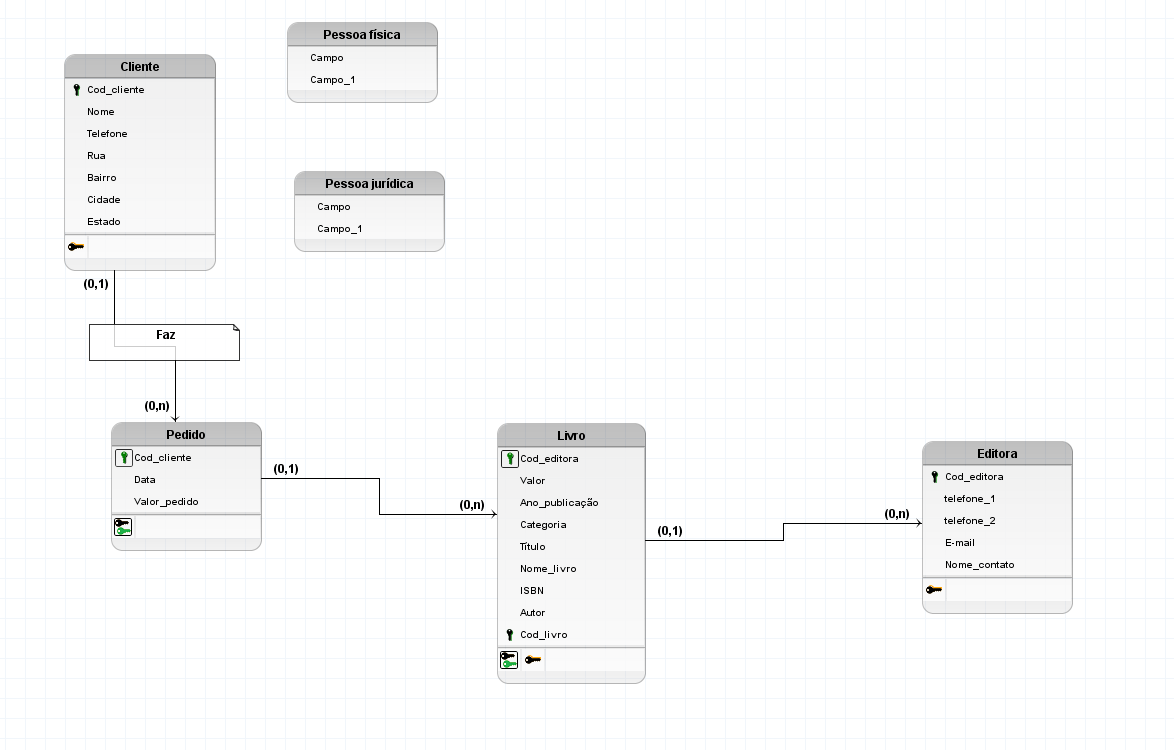 Pessoa física
Campo
Campo_1
Cliente
Cod_cliente
Nome
Telefone
Rua
Bairro
Cidade
Estado
Pessoa jurídica
Campo
Campo_1
(0,1)
Faz
(0,n)
Pedido
Cod_cliente
Data
Valor_pedido
(0,1)
(0,n)
Livro
Cod_editora
Valor
Ano_publicação
Categoria
Título
Nome_livro
ISBN
Autor
Cod_livro
(0,1)
(0,n)
Editora
Cod_editora
telefone_1
telefone_2
E-mail
Nome_contato